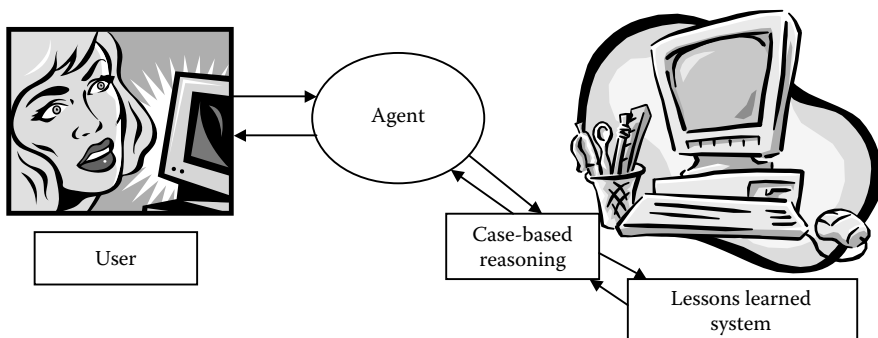 Agent
User
Case-based
reasoning
Lessons learned
system